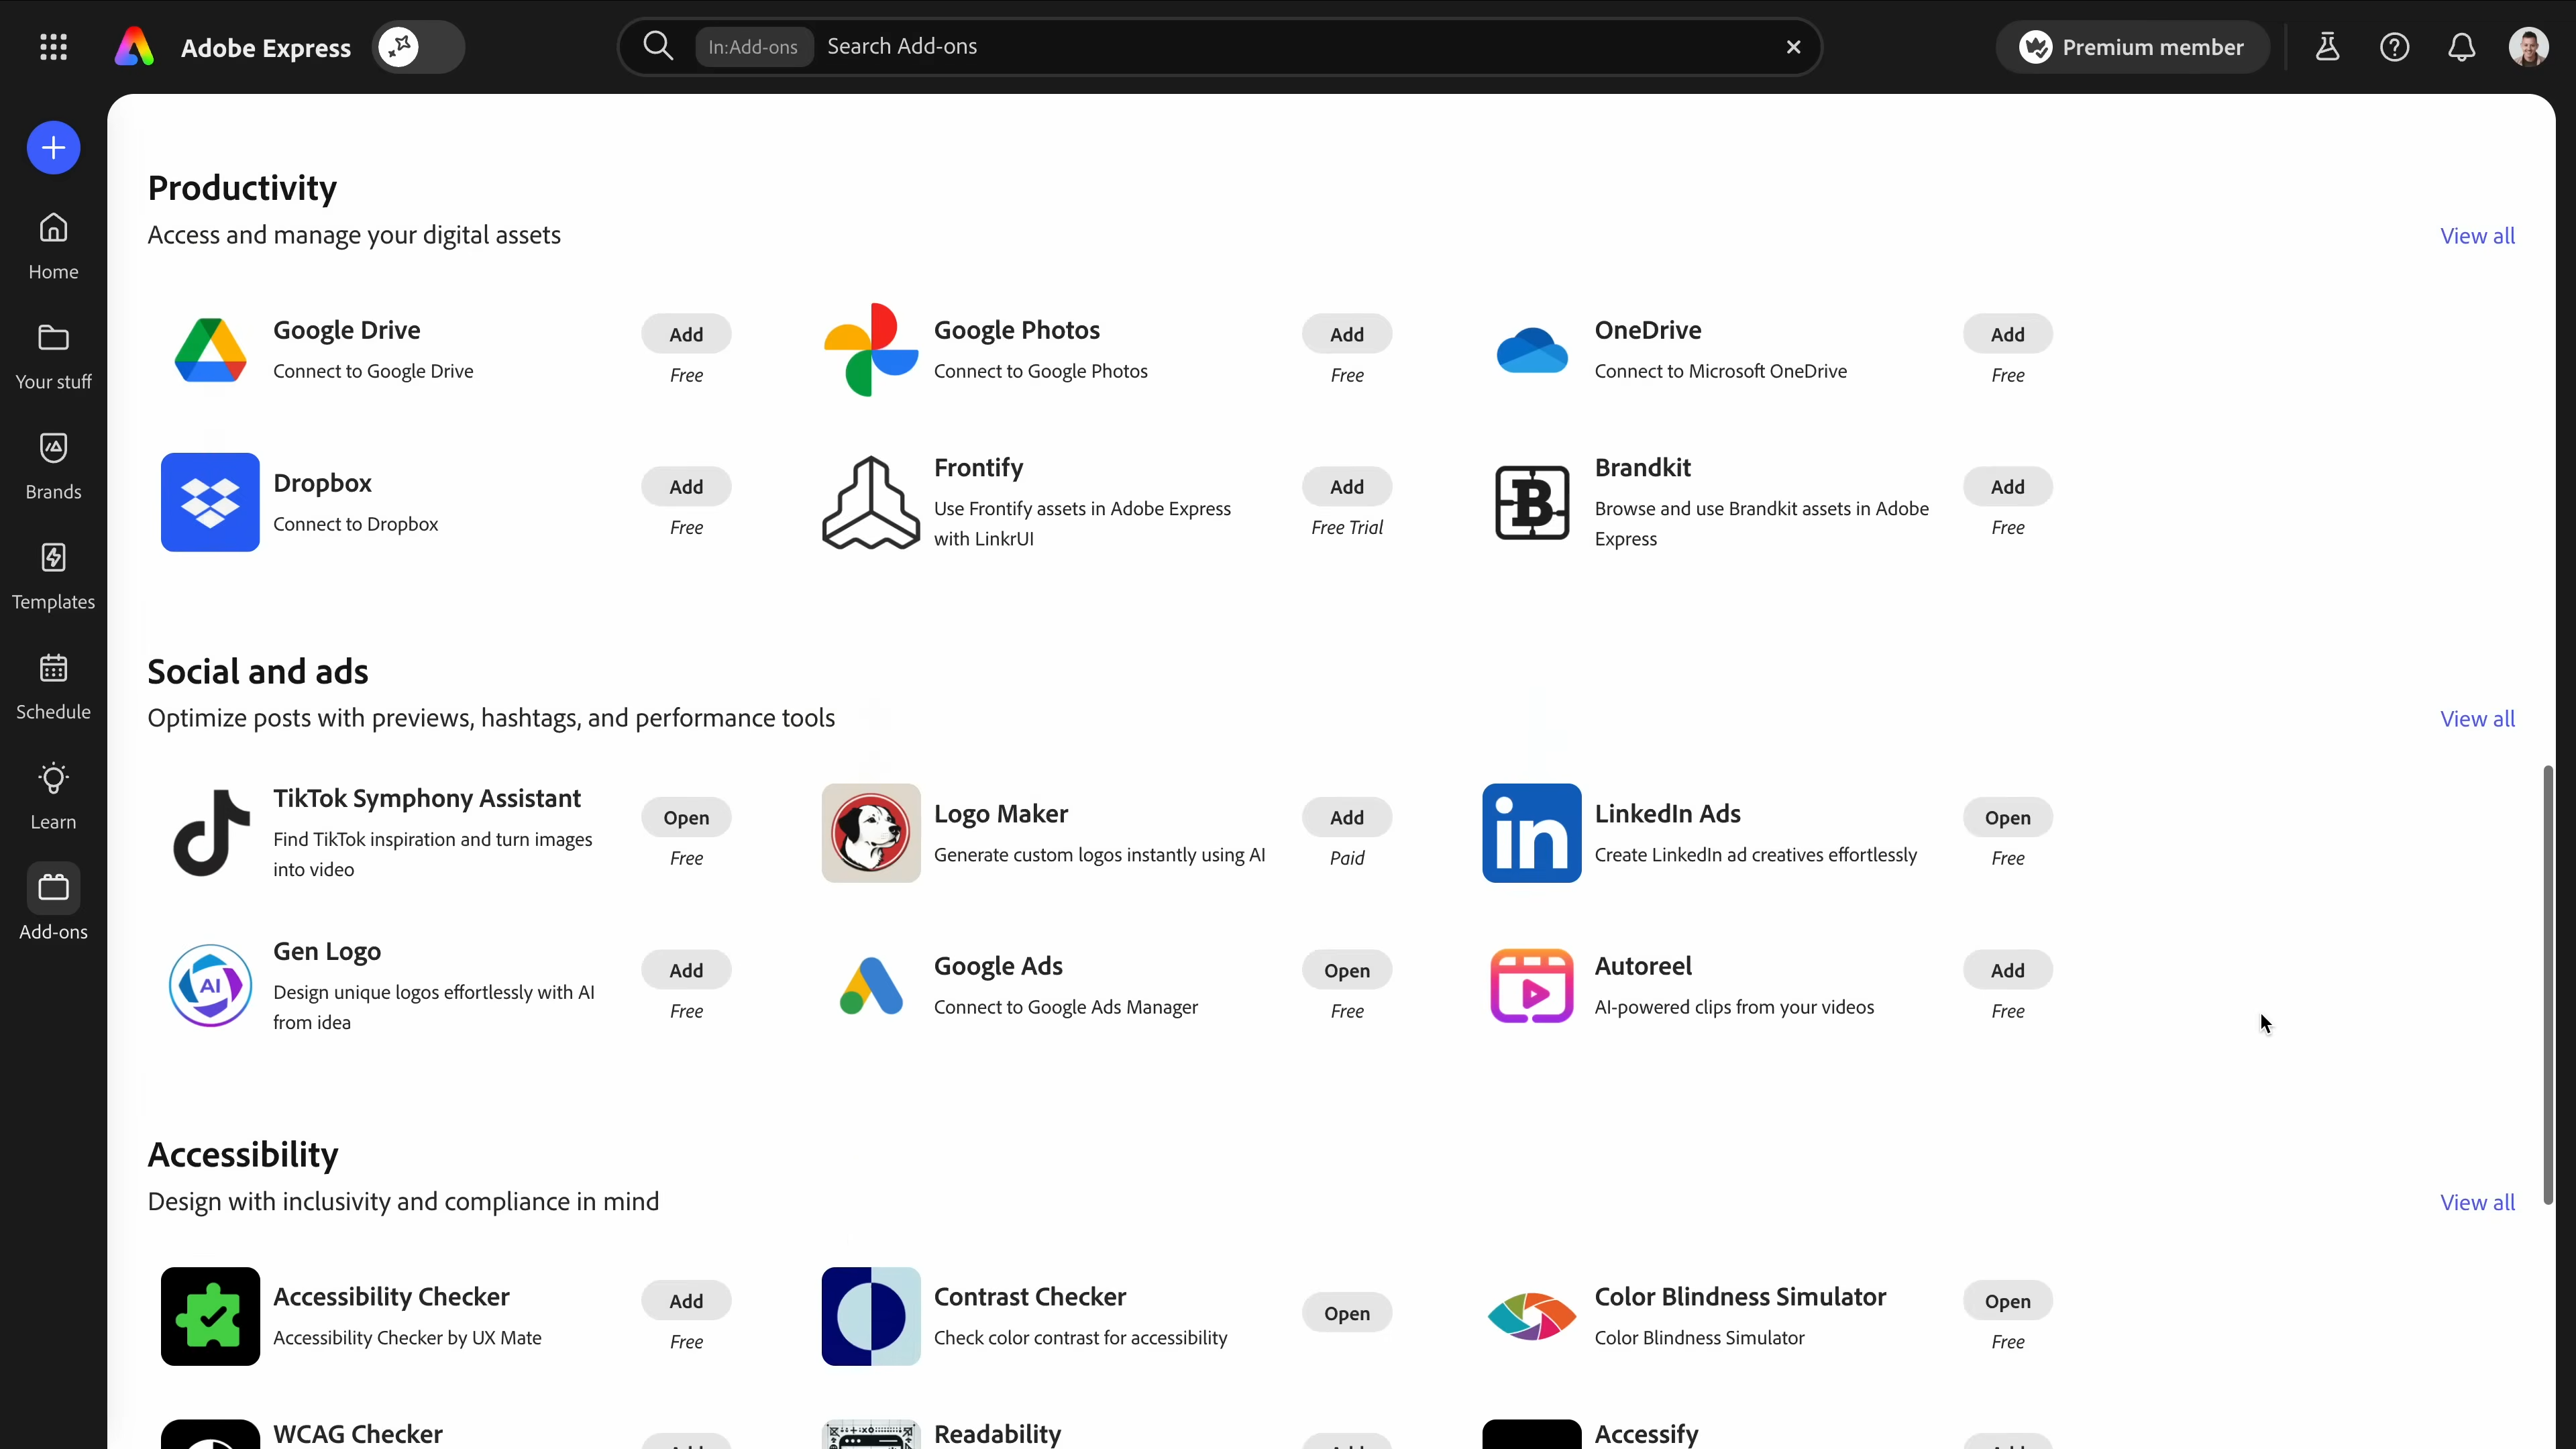 Adobe Express
In:Add-ons
Search Add-ons
Premium member
Home
Your stuff
Brands
Templates
Schedule
Learn
Add-ons
Productivity
Access and manage your digital assets
View all
Google Drive
Connect to Google Drive
Add
Free
Google Photos
Connect to Google Photos
Add
Free
OneDrive
Connect to Microsoft OneDrive
Add
Free
Dropbox
Connect to Dropbox
Add
Free
Frontify
Use Frontify assets in Adobe Express
with LinkrUI
Add
Free Trial
B
Brandkit
Browse and use Brandkit assets in Adobe
Express
Add
Free
Social and ads
Optimize posts with previews, hashtags, and performance tools
View all
TikTok Symphony Assistant
Find TikTok inspiration and turn images
into video
Open
Free
Logo Maker
Generate custom logos instantly using AI
Add
Paid
in
LinkedIn Ads
Create LinkedIn ad creatives effortlessly
Open
Free
AI
Gen Logo
Design unique logos effortlessly with AI
from idea
Add
Free
Google Ads
Connect to Google Ads Manager
Open
Free
Autoreel
AI-powered clips from your videos
Add
Free
Accessibility
Design with inclusivity and compliance in mind
View all
Accessibility Checker
Accessibility Checker by UX Mate
Add
Free
Contrast Checker
Check color contrast for accessibility
Open
Color Blindness Simulator
Color Blindness Simulator
Open
Free
WCAG Checker
Readability
Accessify